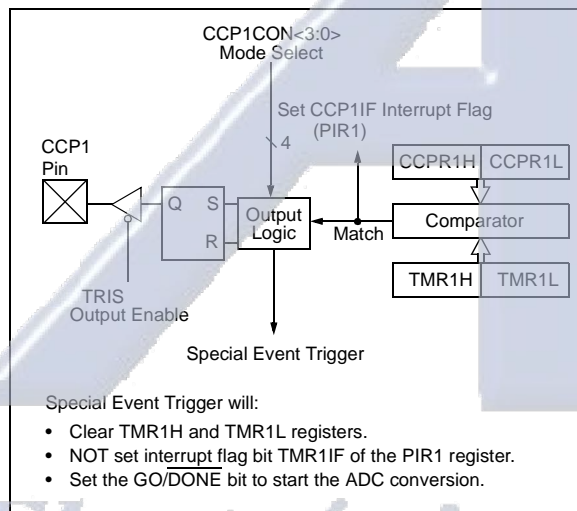 CCP1CON<3:0>
Mode Select
Set CCP1IF Interrupt Flag
(PIR1)
4
CCP1
Pin
CCPR1H CCPR1L
Q S
R
Output
Logic
Match
Comparator
TRIS
Output Enable
TMR1H TMR1L
Special Event Trigger
Special Event Trigger will:
• Clear TMR1H and TMR1L registers.
• NOT set interrupt flag bit TMR1IF of the PIR1 register.
• Set the GO/DONE bit to start the ADC conversion.